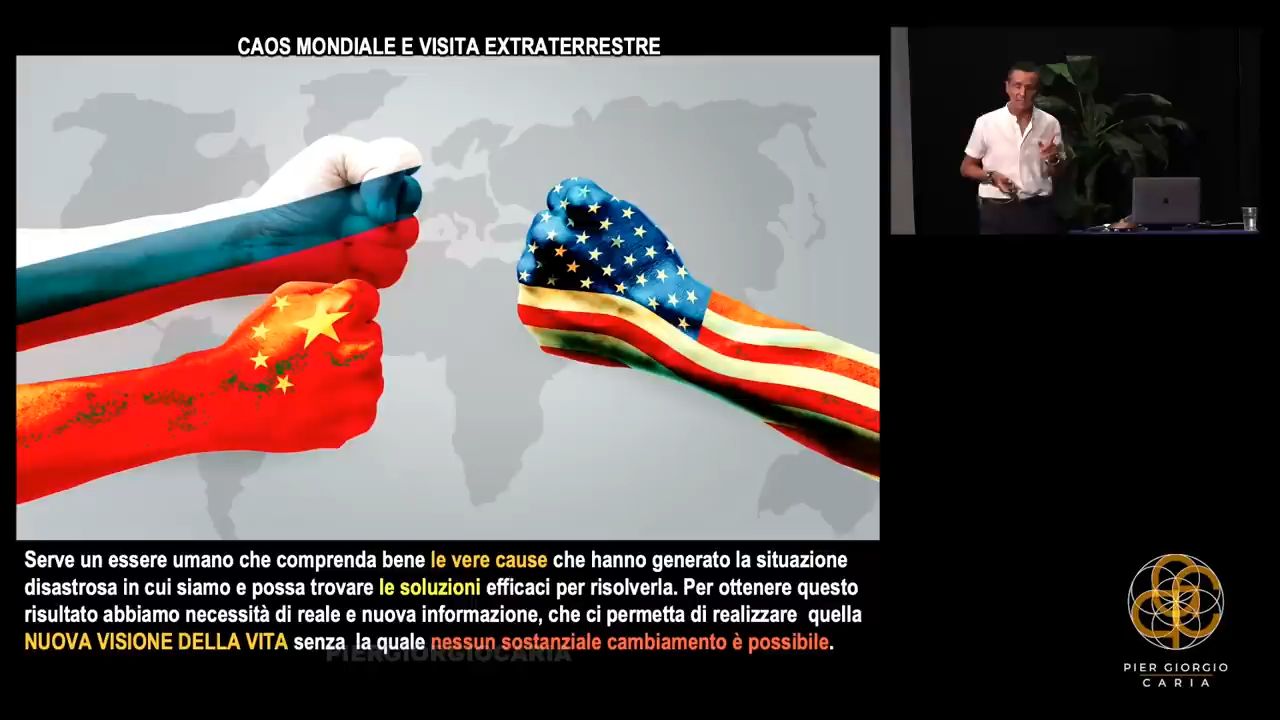 CAOS MONDIALE E VISITA EXTRATERRESTRE
Serve un essere umano che comprenda bene le vere cause che hanno generato la situazione
disastrosa in cui siamo e possa trovare le soluzioni efficaci per risolverla. Per ottenere questo
risultato abbiamo necessità di reale e nuova informazione, che ci permetta di realizzare quella
NUOVA VISIONE DELLA VITA senza la quale nessun sostanziale cambiamento è possibile.
PIERGIORGIOCARIA
PIER GIORGIO
CARIA